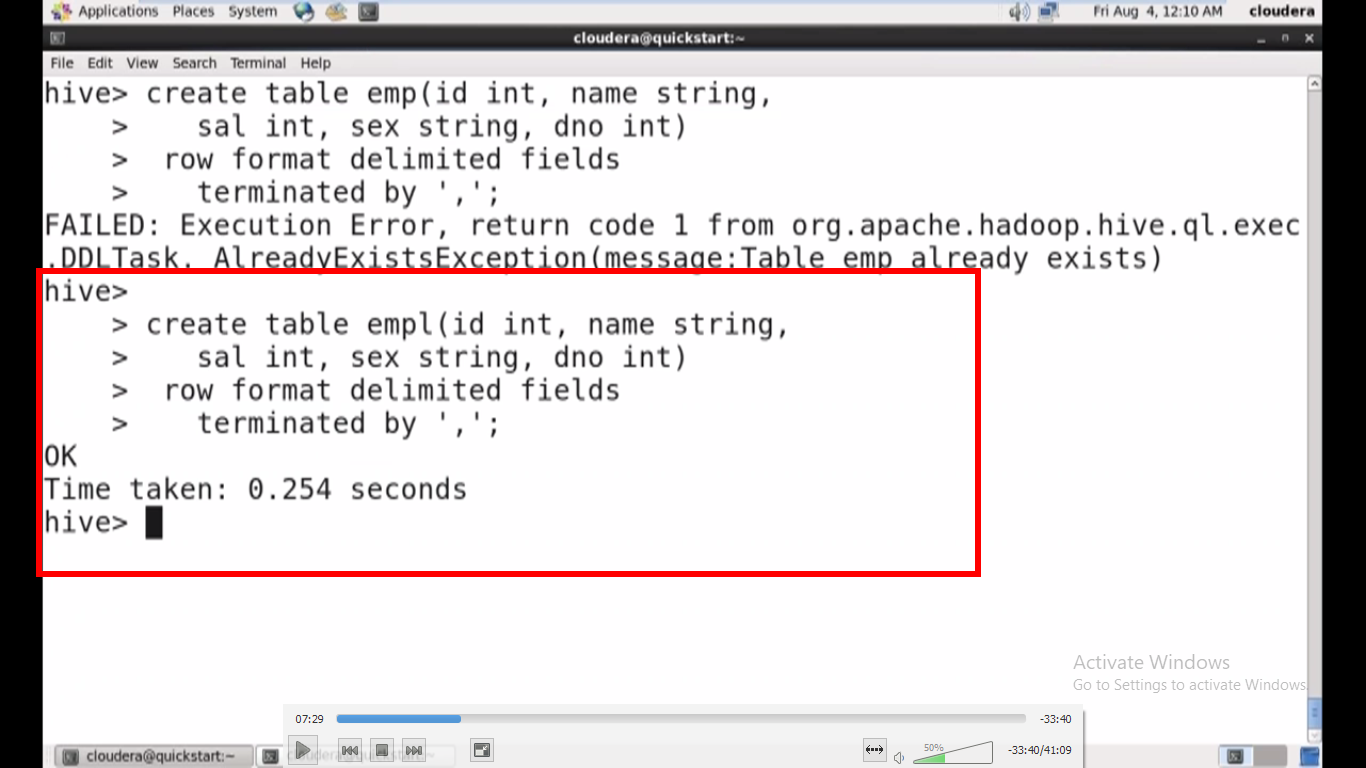 Applications Places System Fri Aug 4, 12:10 AM cloudera
cloudera@quickstart:~
File Edit View Search Terminal Help
hive> create table emp(id int, name string,
> sal int, sex string, dno int)
> row format delimited fields
> terminated by ',';
FAILED: Execution Error, return code 1 from org.apache.hadoop.hive.ql.exec
.DDLTask. AlreadyExistsException(message:Table emp already exists)
hive>
> create table empl(id int, name string,
> sal int, sex string, dno int)
> row format delimited fields
> terminated by ',';
OK
Time taken: 0.254 seconds
hive>
Activate Windows
Go to Settings to activate Windows.
07:29 -33:40
50% -33:40/41:09
cloudera@quickstart:~ cloudera@quickstart:~